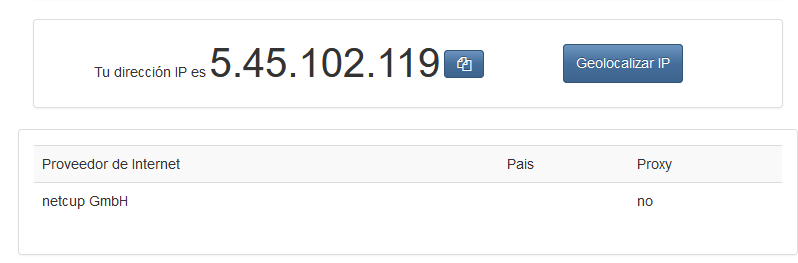 Tu dirección IP es 5.45.102.119 Geolocalizar IP
Proveedor de Internet Pais Proxy
netcup GmbH no